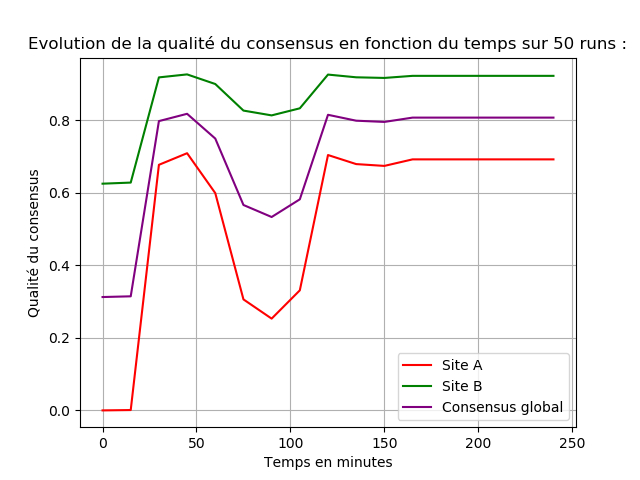 Evolution de la qualité du consensus en fonction du temps sur 50 runs :
Qualité du consensus
0.8
0.6
0.4
0.2
0.0
0 50 100 150 200 250
Temps en minutes
Site A
Site B
Consensus global